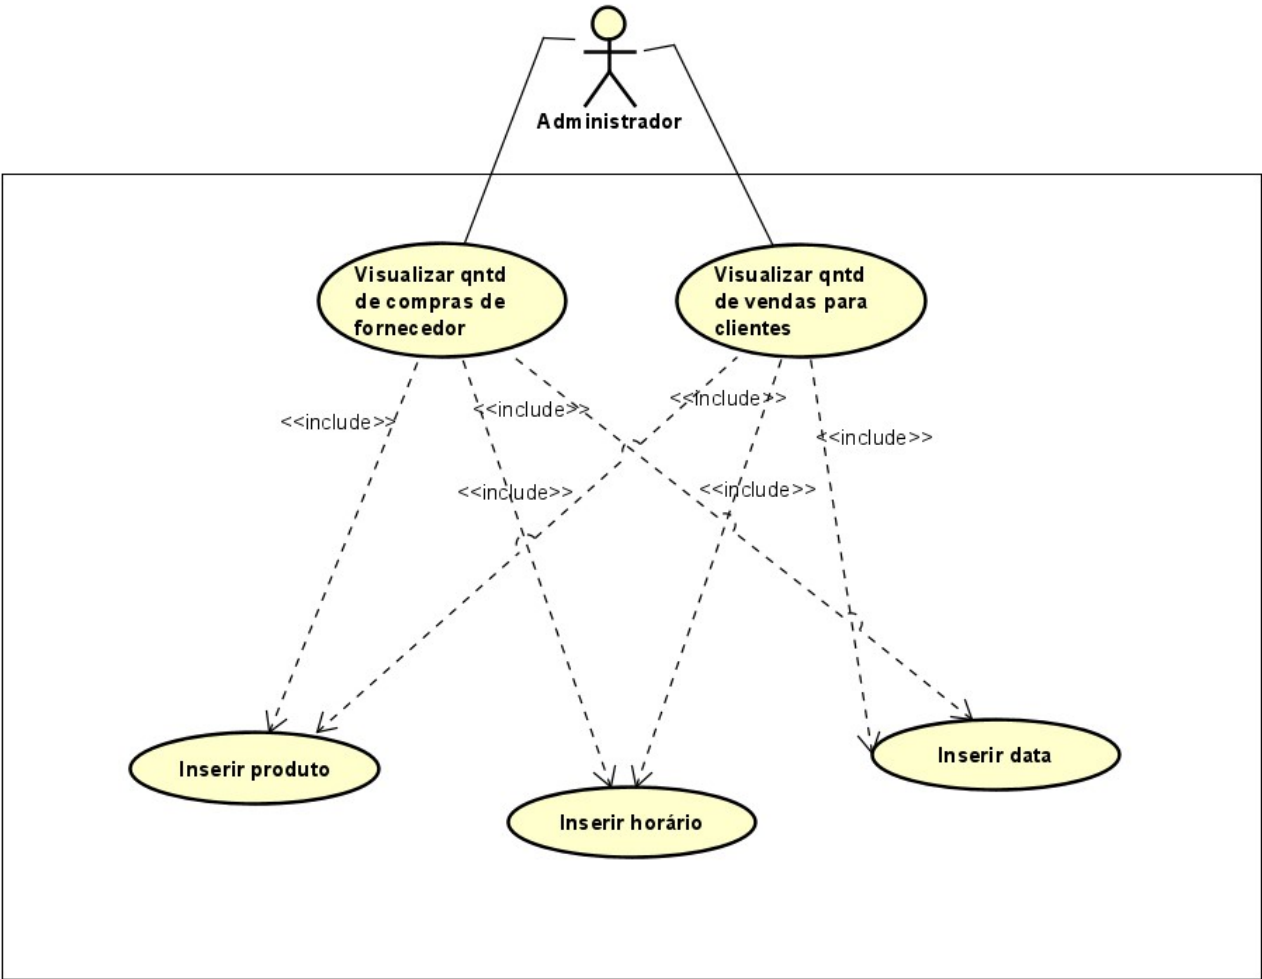 Administrador
Visualizar qntd
de compras de
fornecedor
Visualizar qntd
de vendas para
clientes
<<include>>
<<include>>
<<include>>
<<include>>
<<include>>
<<include>>
Inserir produto
Inserir horário
Inserir data